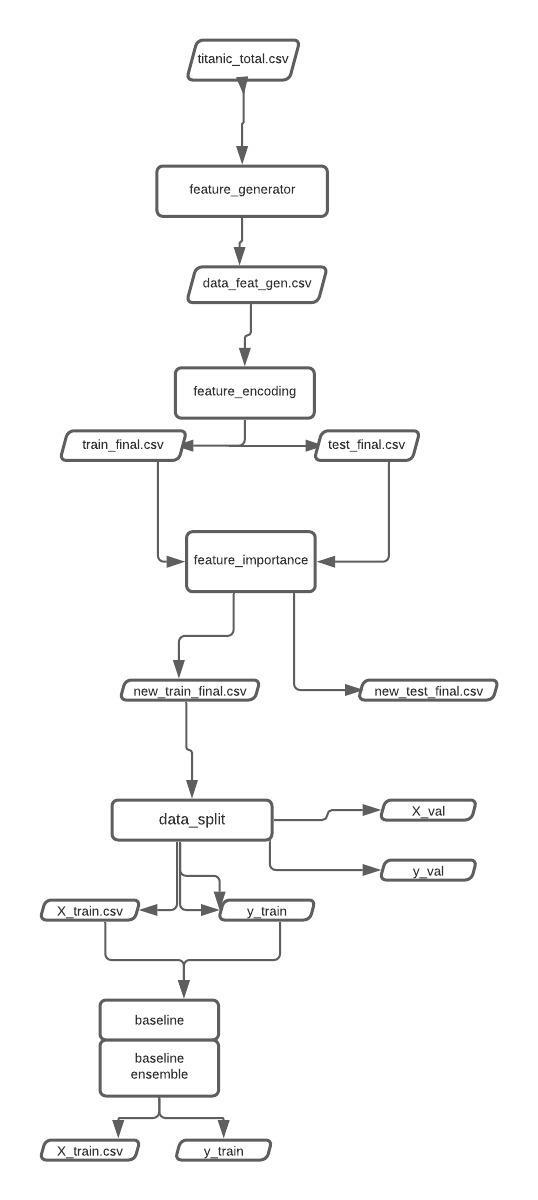 titanic_total.csv
feature_generator
data_feat_gen.csv
feature_encoding
train_final.csv
test_final.csv
feature_importance
new_train_final.csv
new_test_final.csv
data_split
X_val
y_val
X_train.csv
y_train
baseline
baseline
ensemble
X_train.csv
y_train